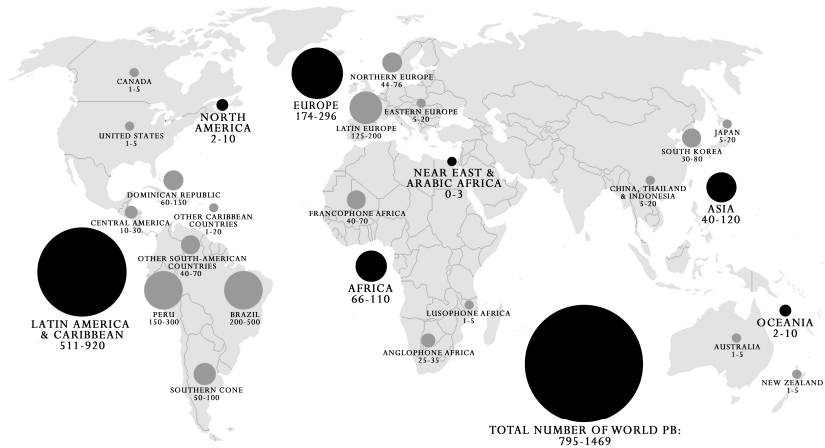 CANADA
1-5
NORTH
AMERICA
2-10
UNITED STATES
1-5
DOMINICAN REPUBLIC
60-150
CENTRAL AMERICA
10-30
OTHER CARIBBEAN
COUNTRIES
1-20
OTHER SOUTH-AMERICAN
COUNTRIES
40-70
LATIN AMERICA
& CARIBBEAN
511-920
PERU
150-300
BRAZIL
200-500
SOUTHERN CONE
50-100
EUROPE
174-296
NORTHERN EUROPE
44-76
EASTERN EUROPE
5-20
LATIN EUROPE
125-200
NEAR EAST &
ARABIC AFRICA
0-3
FRANCOPHONE AFRICA
40-70
AFRICA
66-110
LUSOPHONE AFRICA
1-5
ANGLOPHONE AFRICA
25-35
JAPAN
5-20
SOUTH KOREA
30-80
CHINA, THAILAND
& INDONESIA
5-20
ASIA
40-120
OCEANIA
2-10
AUSTRALIA
1-5
NEW ZEALAND
1-5
TOTAL NUMBER OF WORLD PB:
795-1469